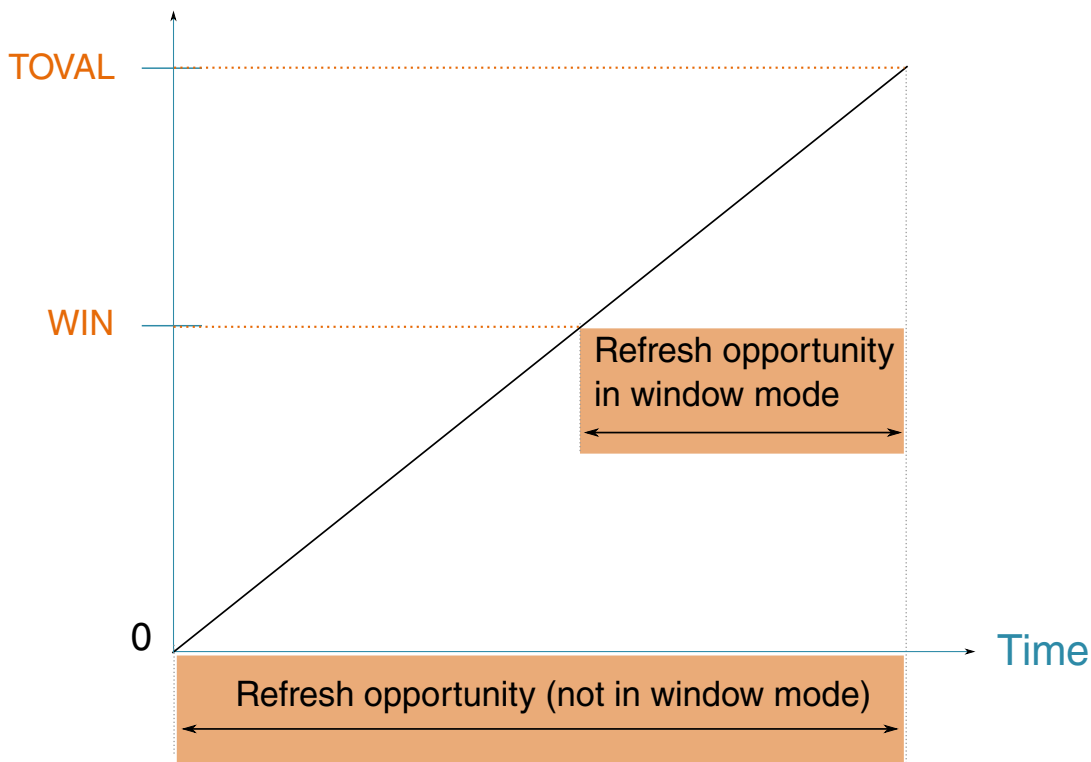 TOVAL
WIN
Refresh opportunity
in window mode
0
Time
Refresh opportunity (not in window mode)